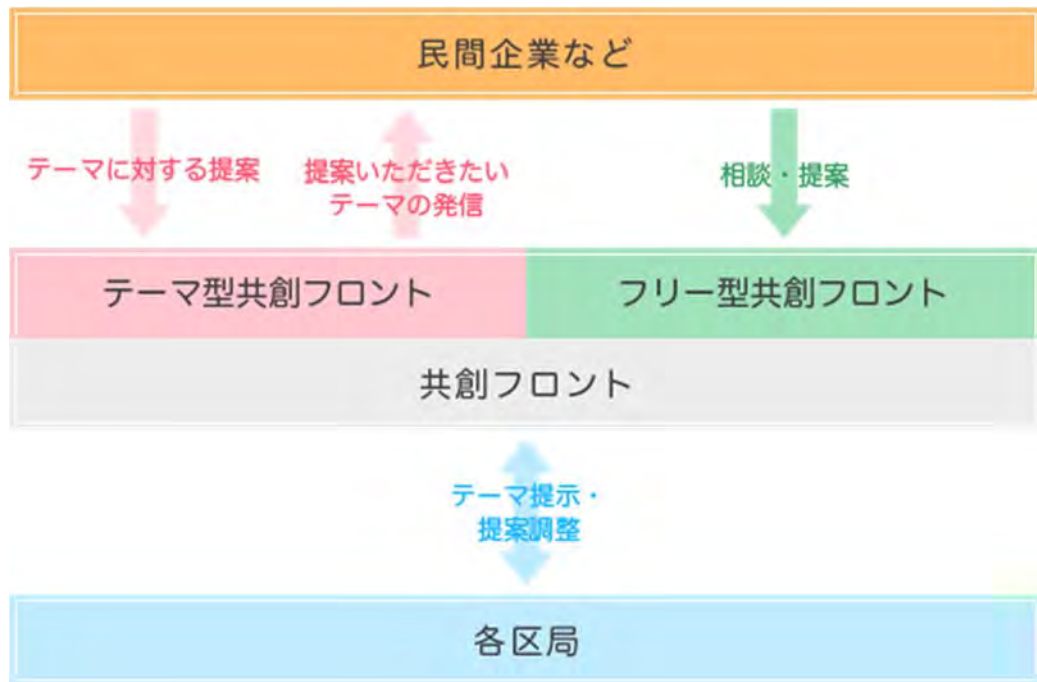 民間企業など
テーマに対する提案
提案いただきたい
テーマの発信
相談・提案
テーマ型共創フロント
フリー型共創フロント
共創フロント
テーマ提示・
提案調整
各区局